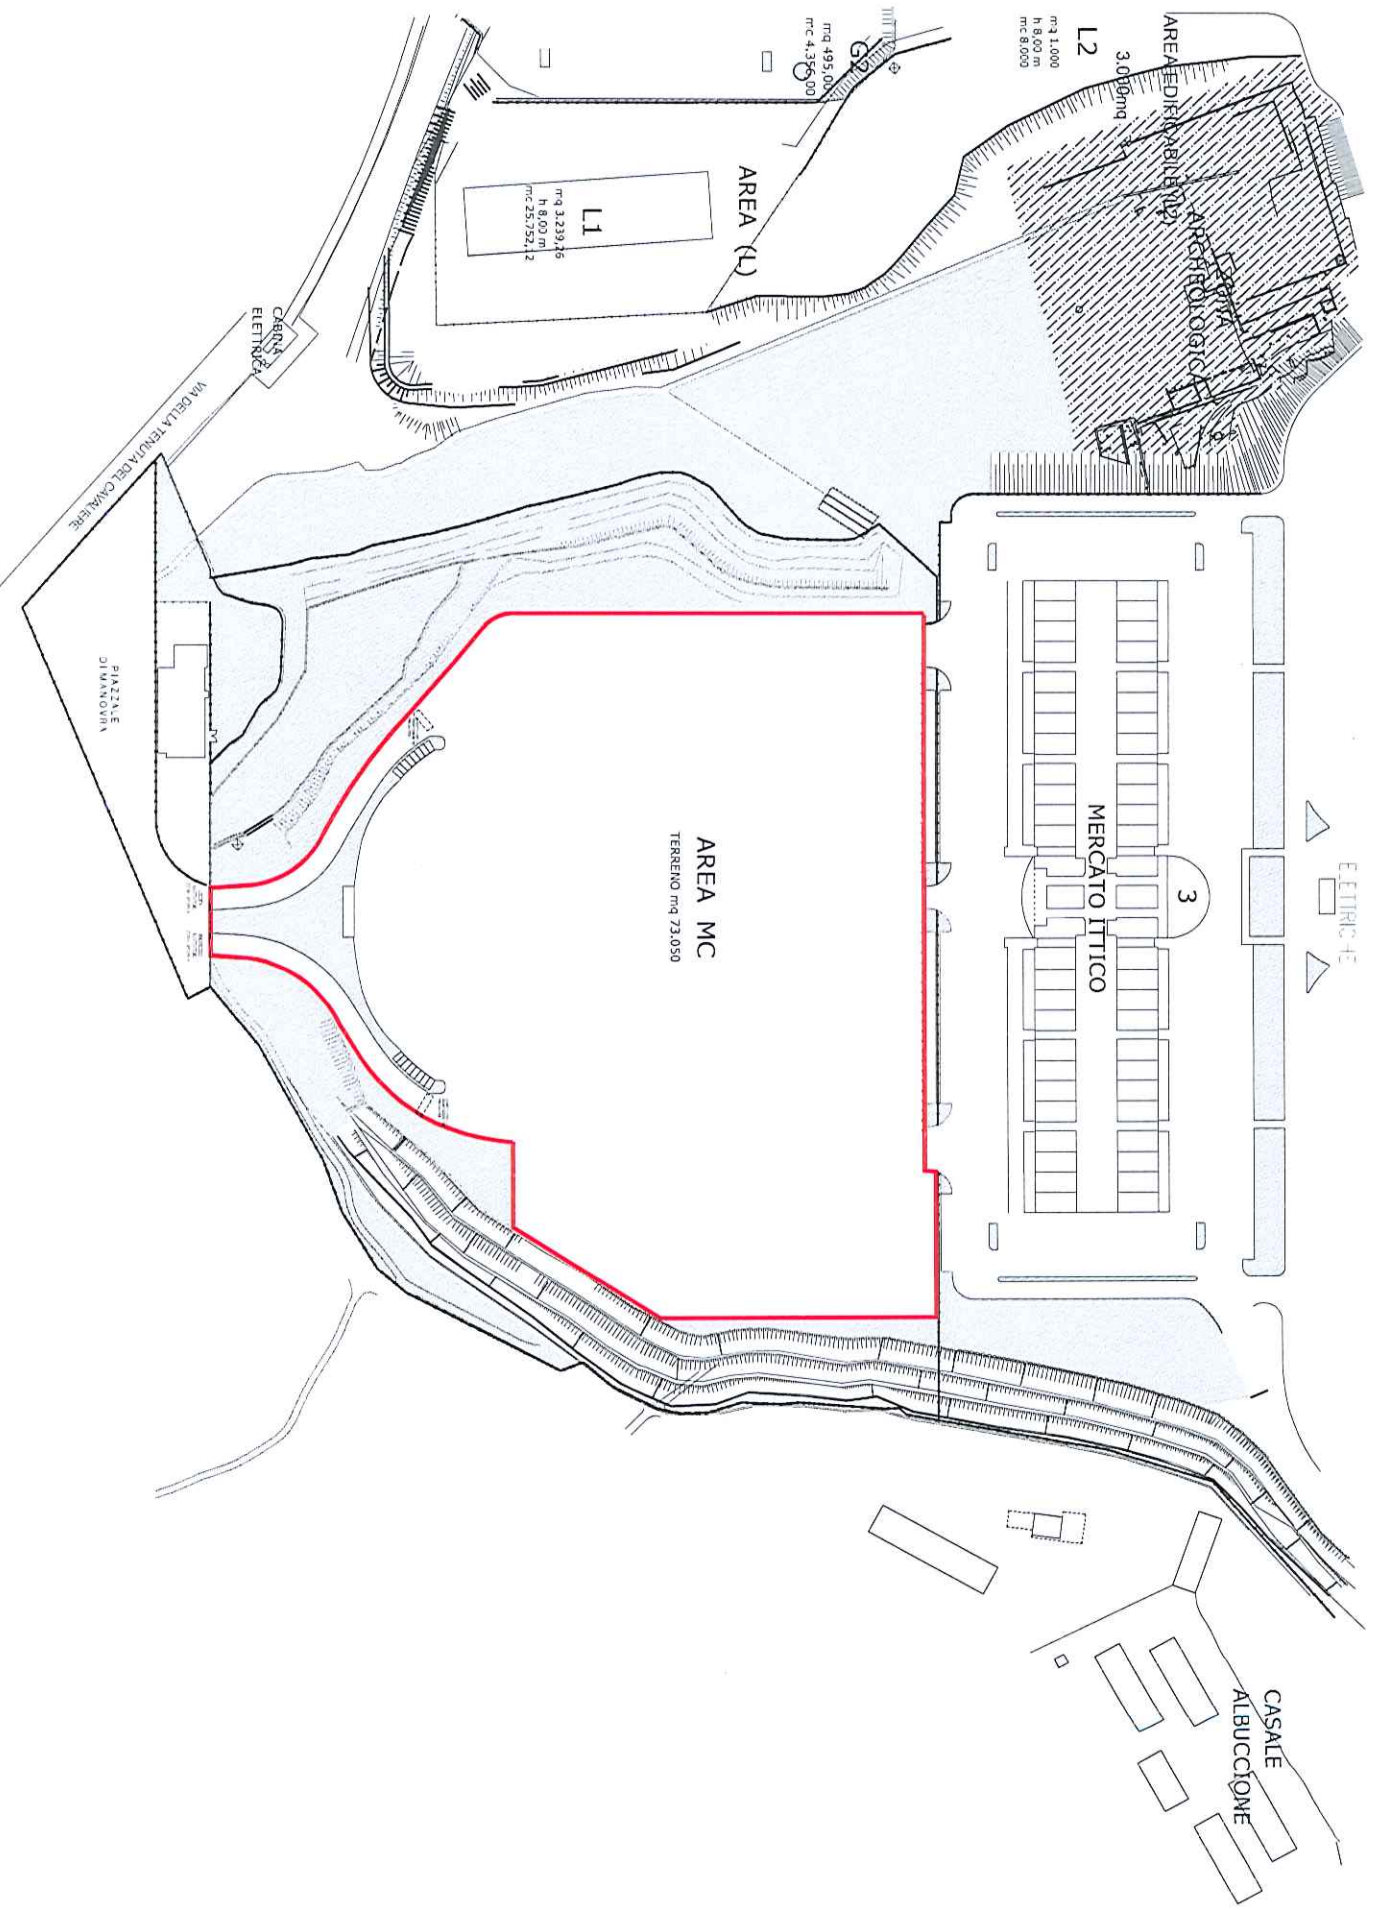 AREA EDIFICABILE (L2)
3.000mq
L2
mq 1.000
h 8,00 m
mc 8.000
G2
mq 495,00
mc 4.356,00
AREA ARCHEOLOGICA
AREA (L)
L1
mq 3.239,26
h 8,00 m
mc 25.752,12
CABINA
ELETTRICA
VIA DELLA TENUTA DEL CAVALIERE
PIAZZALE
DI MANOVRA
ELETTRICHE
3
MERCATO ITTICO
AREA MC
TERRENO mq 73.050
CASALE
ALBUCCIONE